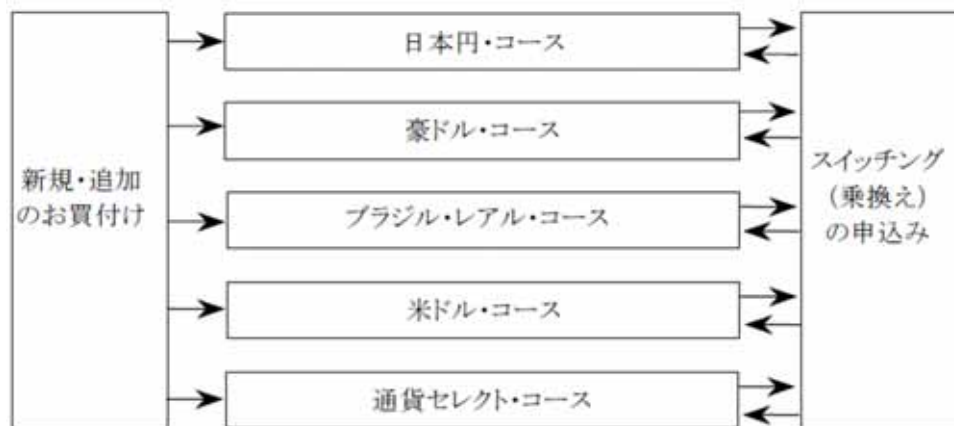 新規・追加
のお買付け
日本円・コース
豪ドル・コース
ブラジル・レアル・コース
米ドル・コース
通貨セレクト・コース
スイッチング
(乗換え)
の申込み